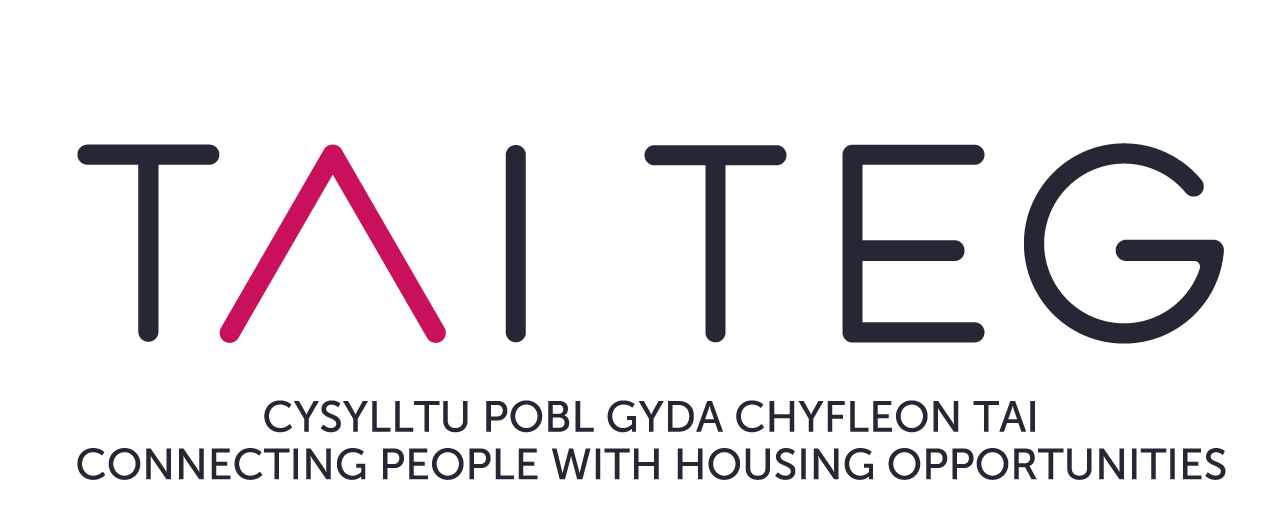 TAI TEG
CYSYLLTU POBL GYDA CHYFLEON TAI
CONNECTING PEOPLE WITH HOUSING OPPORTUNITIES